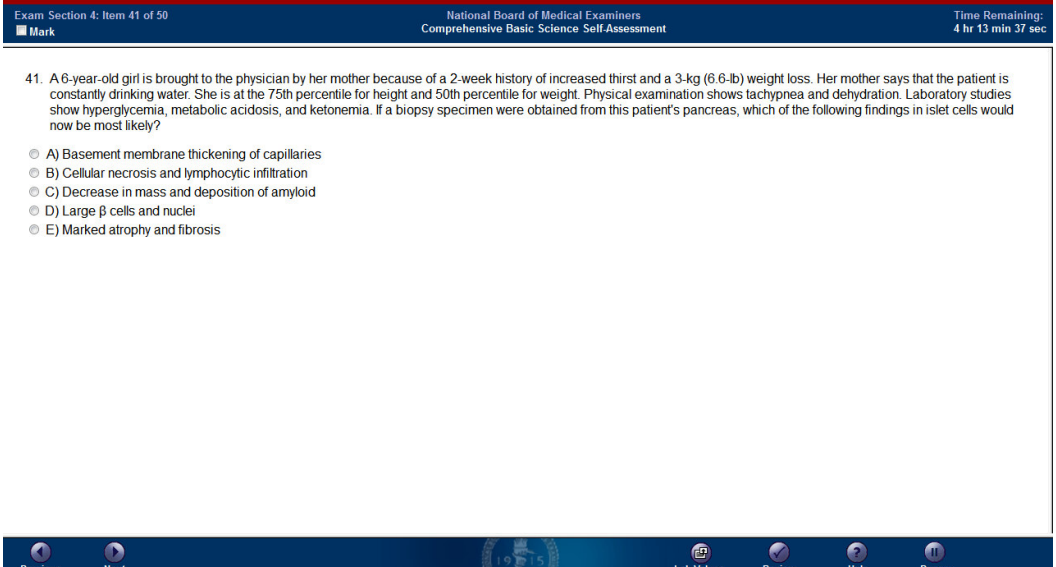 Exam Section 4: Item 41 of 50
National Board of Medical Examiners
Time Remaining:
Mark
Comprehensive Basic Science Self-Assessment
4 hr 13 min 37 sec
41. A 6-year-old girl is brought to the physician by her mother because of a 2-week history of increased thirst and a 3-kg (6.6-lb) weight loss. Her mother says that the patient is
constantly drinking water. She is at the 75th percentile for height and 50th percentile for weight. Physical examination shows tachypnea and dehydration. Laboratory studies
show hyperglycemia, metabolic acidosis, and ketonemia. If a biopsy specimen were obtained from this patient's pancreas, which of the following findings in islet cells would
now be most likely?
A) Basement membrane thickening of capillaries
B) Cellular necrosis and lymphocytic infiltration
C) Decrease in mass and deposition of amyloid
D) Large β cells and nuclei
E) Marked atrophy and fibrosis